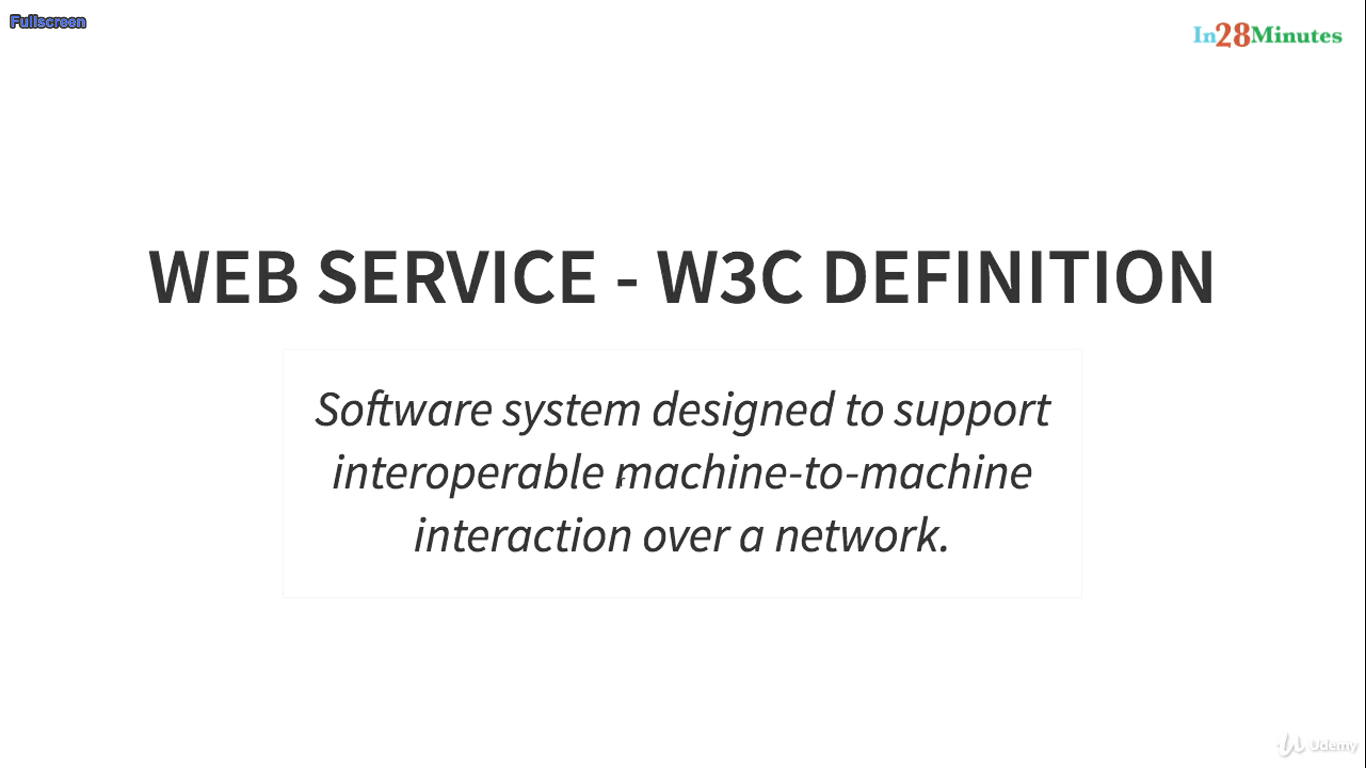 Fullscreen
In28Minutes
WEB SERVICE - W3C DEFINITION
Software system designed to support
interoperable machine-to-machine
interaction over a network.
Udemy